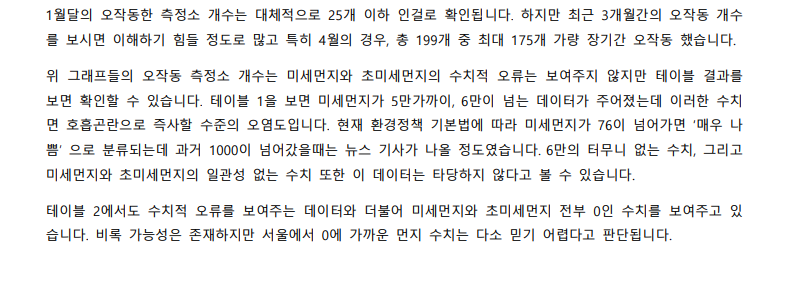 1월달의 오작동한 측정소 개수는 대체적으로 25개 이하 인걸로 확인됩니다. 하지만 최근 3개월간의 오작동 개수
를 보시면 이해하기 힘들 정도로 많고 특히 4월의 경우, 총 199개 중 최대 175개 가량 장기간 오작동 했습니다.
위 그래프들의 오작동 측정소 개수는 미세먼지와 초미세먼지의 수치적 오류는 보여주지 않지만 테이블 결과를
보면 확인할 수 있습니다. 테이블 1을 보면 미세먼지가 5만가까이, 6만이 넘는 데이터가 주어졌는데 이러한 수치
면 호흡곤란으로 즉사할 수준의 오염도입니다. 현재 환경정책 기본법에 따라 미세먼지가 76이 넘어가면 '매우 나
쁨' 으로 분류되는데 과거 1000이 넘어갔을때는 뉴스 기사가 나올 정도였습니다. 6만의 터무니 없는 수치, 그리고
미세먼지와 초미세먼지의 일관성 없는 수치 또한 이 데이터는 타당하지 않다고 볼 수 있습니다.
테이블 2에서도 수치적 오류를 보여주는 데이터와 더불어 미세먼지와 초미세먼지 전부 0인 수치를 보여주고 있
습니다. 비록 가능성은 존재하지만 서울에서 0에 가까운 먼지 수치는 다소 믿기 어렵다고 판단됩니다.